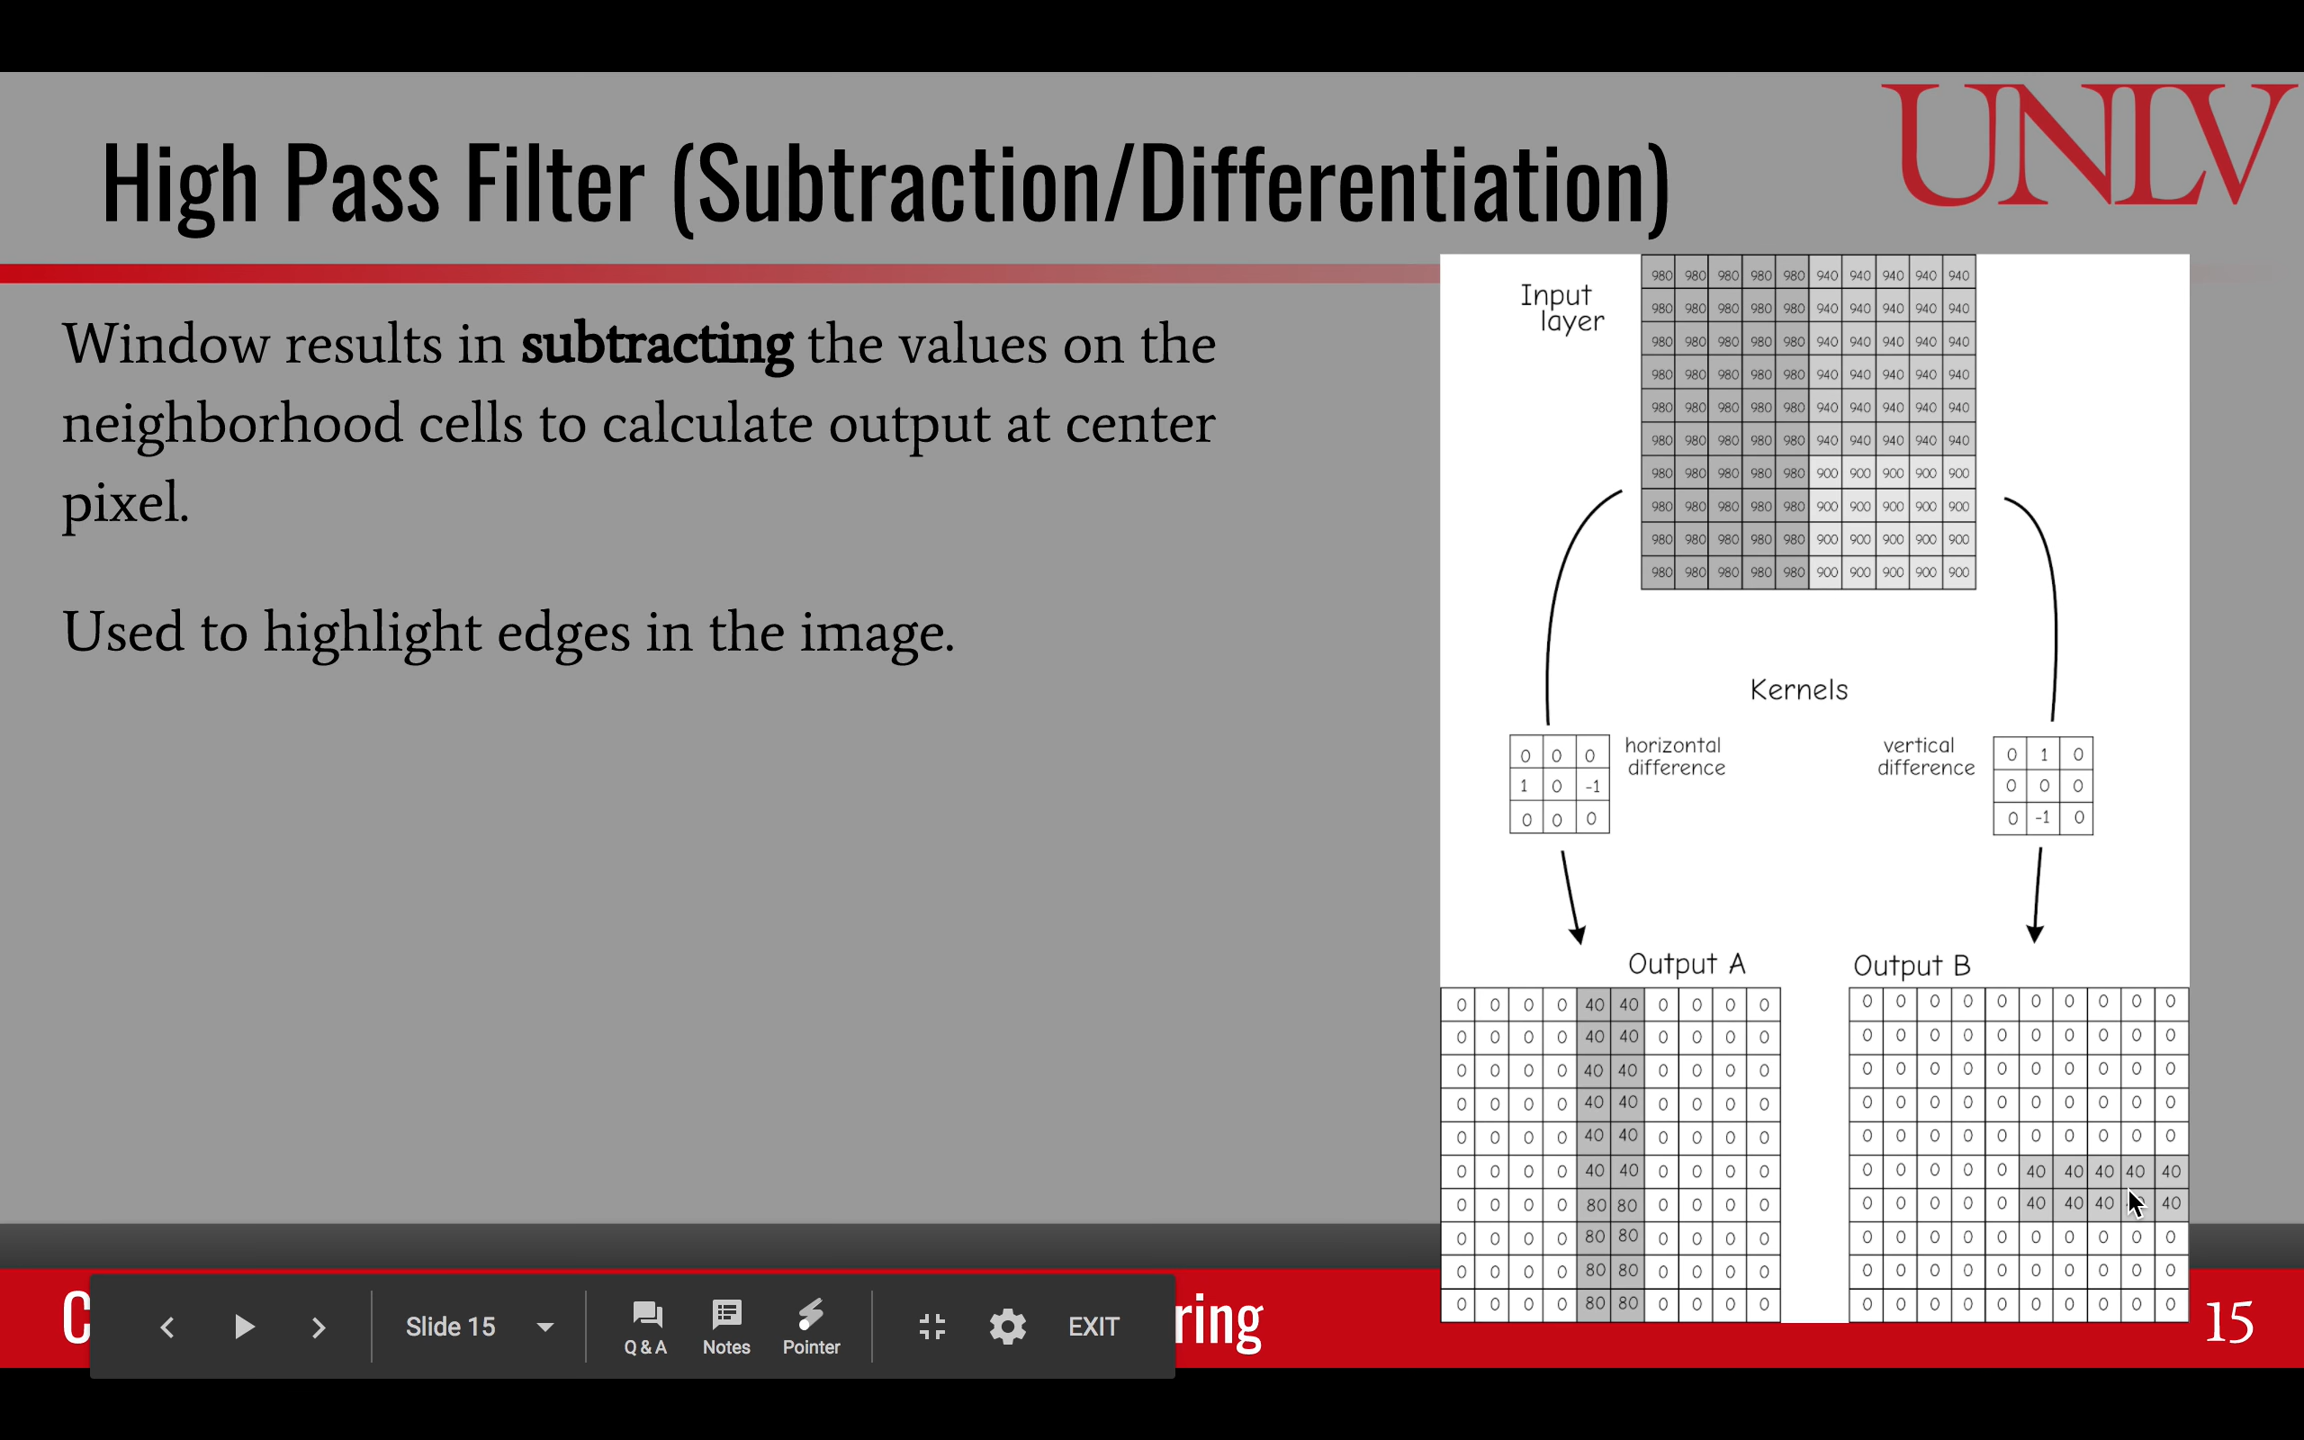 UNLV
High Pass Filter (Subtraction/Differentiation)
Window results in subtracting the values on the
neighborhood cells to calculate output at center
pixel.
Used to highlight edges in the image.
Input
layer
980 980 980 980 980 940 940 940 940 940
980 980 980 980 980 940 940 940 940 940
980 980 980 980 980 940 940 940 940 940
980 980 980 980 980 940 940 940 940 940
980 980 980 980 980 940 940 940 940 940
980 980 980 980 980 940 940 940 940 940
980 980 980 980 980 900 900 900 900 900
980 980 980 980 980 900 900 900 900 900
980 980 980 980 980 900 900 900 900 900
980 980 980 980 980 900 900 900 900 900
Kernels
0 0 0
1 0 -1
0 0 0
horizontal
difference
vertical
difference
0 1 0
0 0 0
0 -1 0
Output A
0 0 0 0 40 40 0 0 0 0
0 0 0 0 40 40 0 0 0 0
0 0 0 0 40 40 0 0 0 0
0 0 0 0 40 40 0 0 0 0
0 0 0 0 40 40 0 0 0 0
0 0 0 0 40 40 0 0 0 0
0 0 0 0 80 80 0 0 0 0
0 0 0 0 80 80 0 0 0 0
0 0 0 0 80 80 0 0 0 0
0 0 0 0 80 80 0 0 0 0
Output B
0 0 0 0 0 0 0 0 0 0
0 0 0 0 0 0 0 0 0 0
0 0 0 0 0 0 0 0 0 0
0 0 0 0 0 0 0 0 0 0
0 0 0 0 0 0 0 0 0 0
0 0 0 0 0 40 40 40 40 40
0 0 0 0 0 40 40 40 40
0 0 0 0 0 0 0 0 0 0
0 0 0 0 0 0 0 0 0 0
0 0 0 0 0 0 0 0 0 0
C
ring
15
Slide 15
Q & A
Notes
Pointer
EXIT